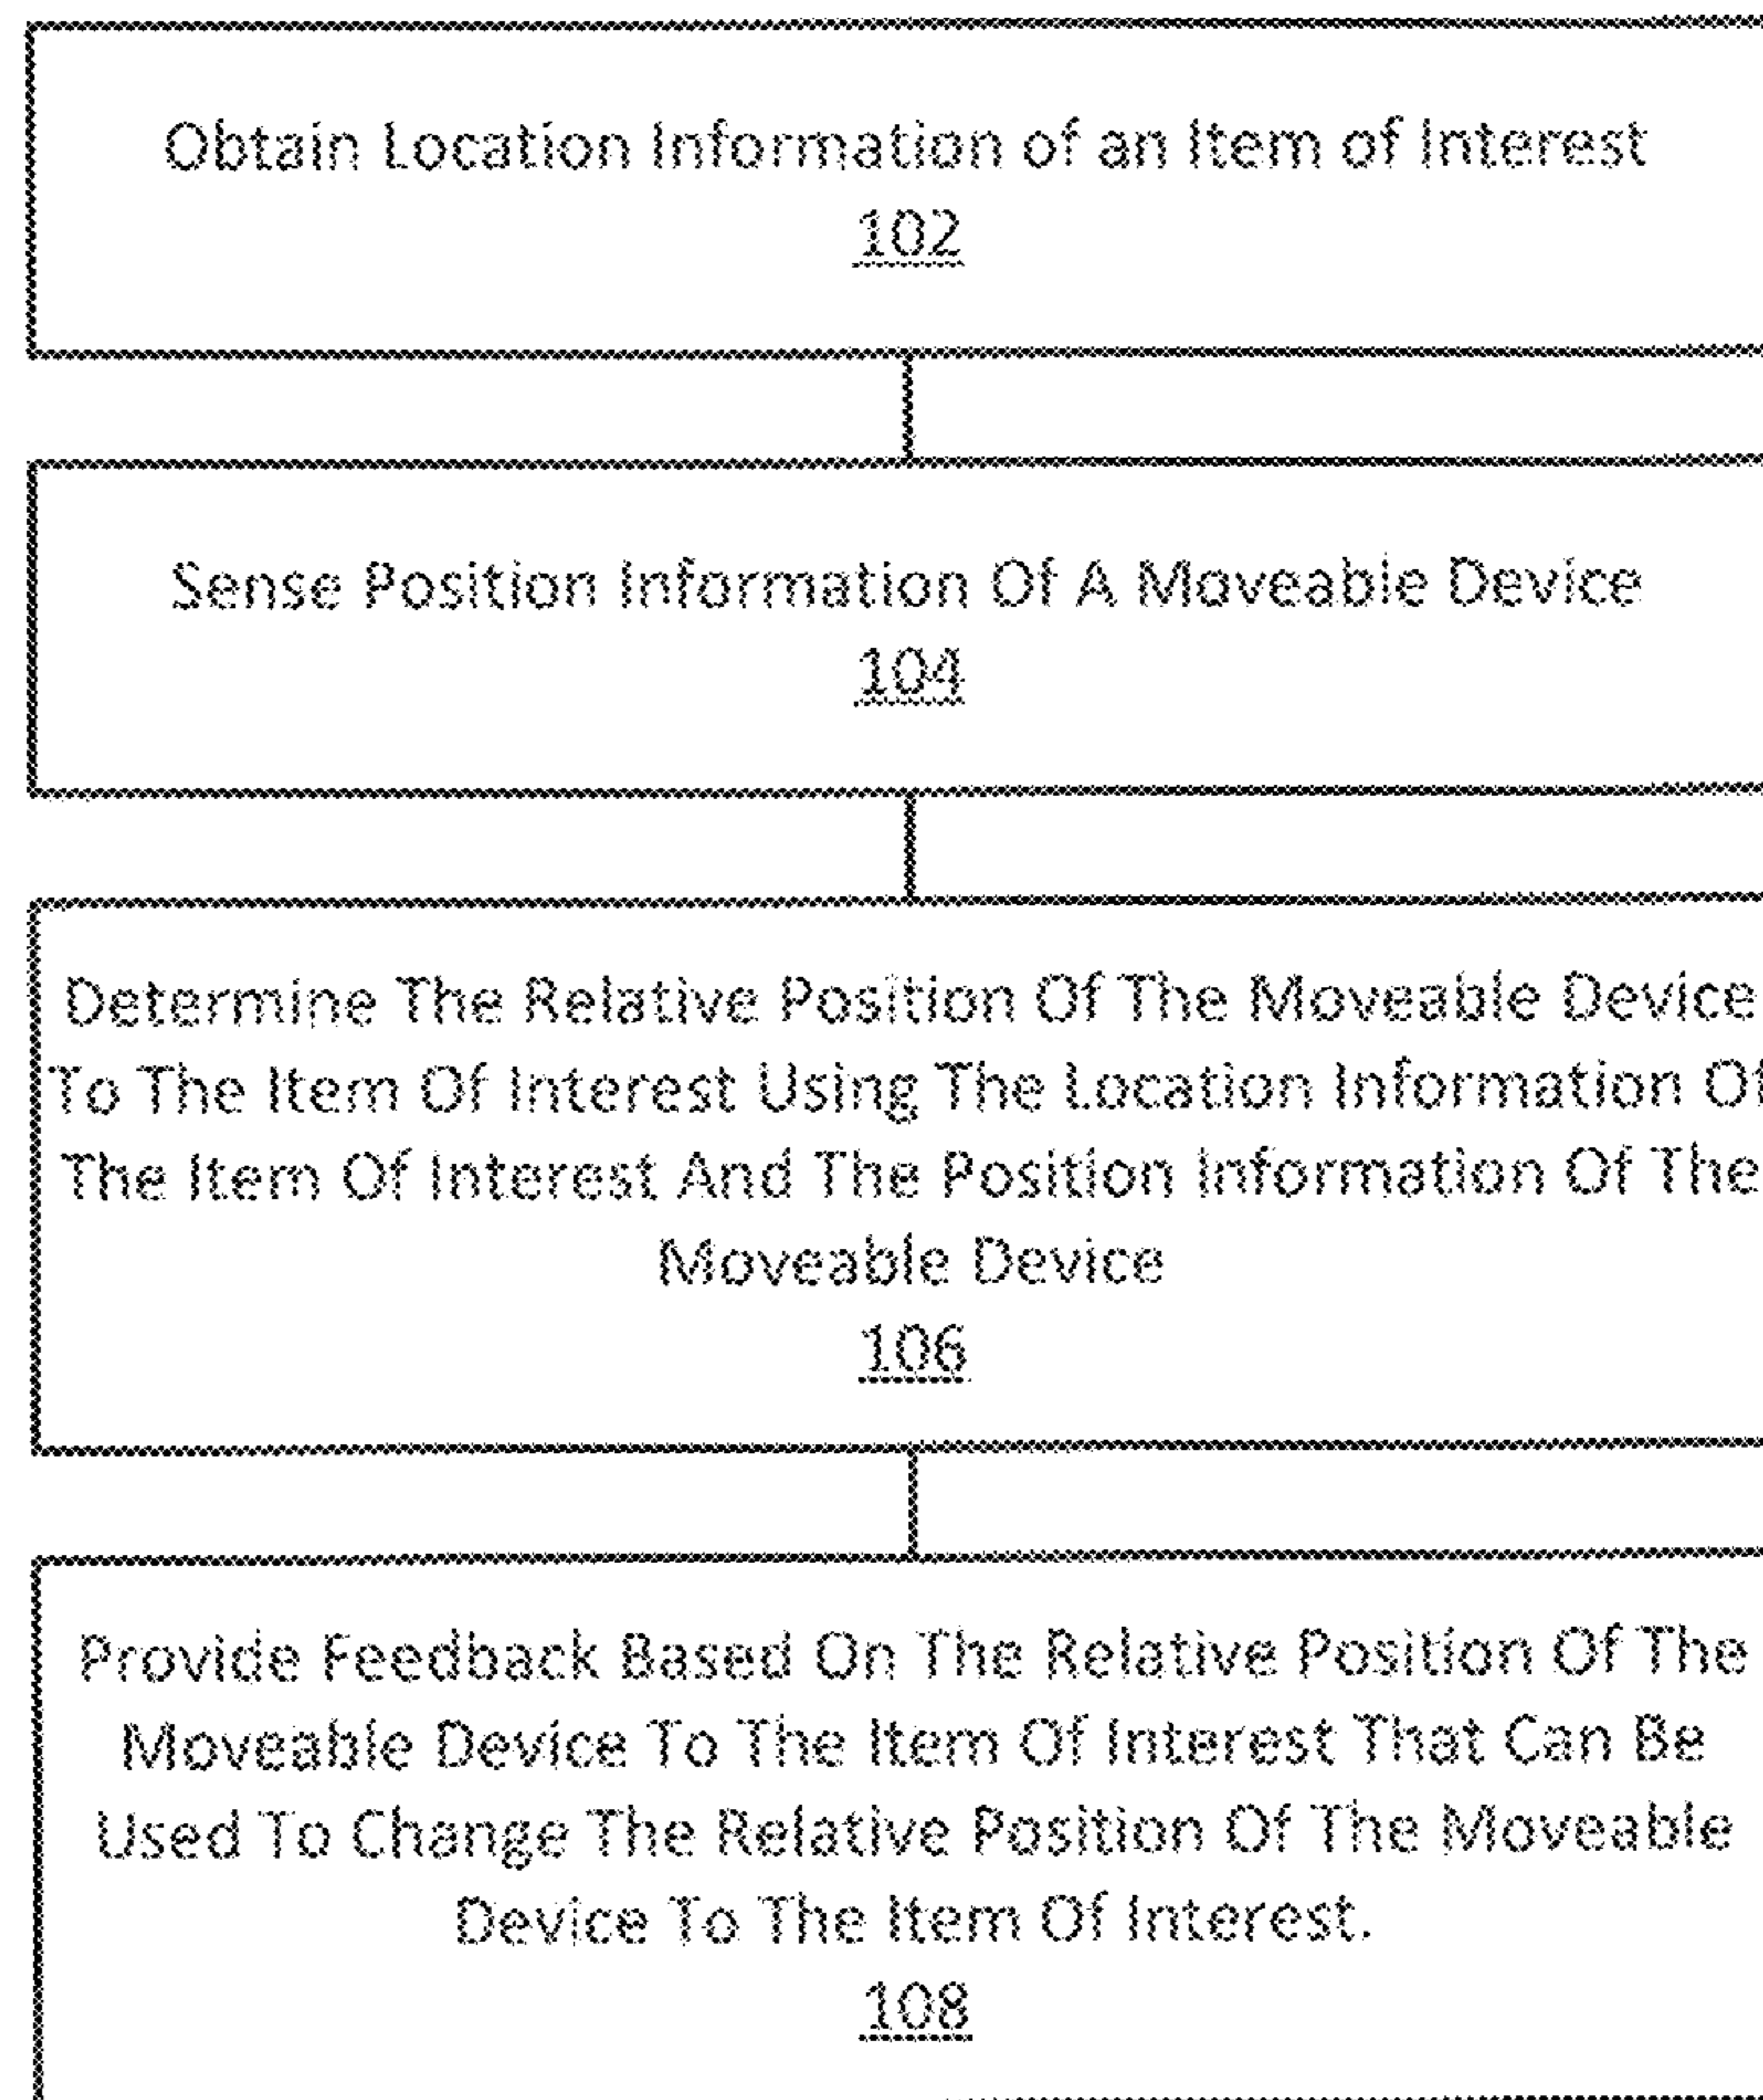 Obtain Location Information of an Item of Interest
102
Sense Position Information Of A Moveable Device
104
Determine The Relative Position Of The Moveable Device
To The Item Of Interest Using The Location Information Of
The Item Of Interest And The Position Information Of The
Moveable Device
106
Provide Feedback Based On The Relative Position Of The
Moveable Device To The Item Of Interest That Can Be
Used To Change The Relative Position Of The Moveable
Device To The Item Of Interest.
108